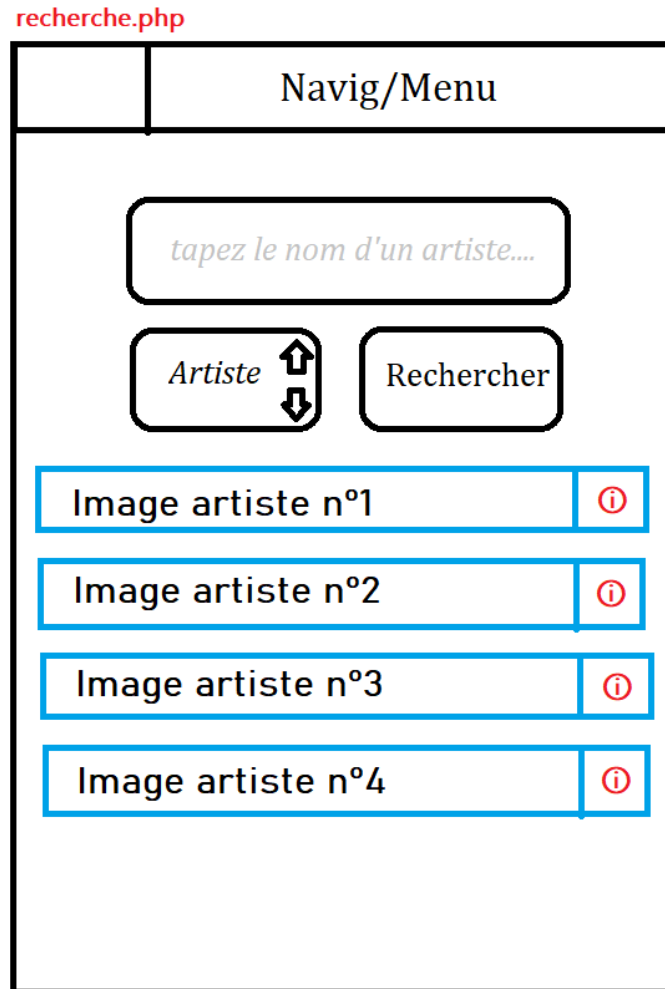 recherche.php
Navig/Menu
tapez le nom d'un artiste....
Artiste
Rechercher
Image artiste n°1
i
Image artiste n°2
i
Image artiste n°3
i
Image artiste n°4
i